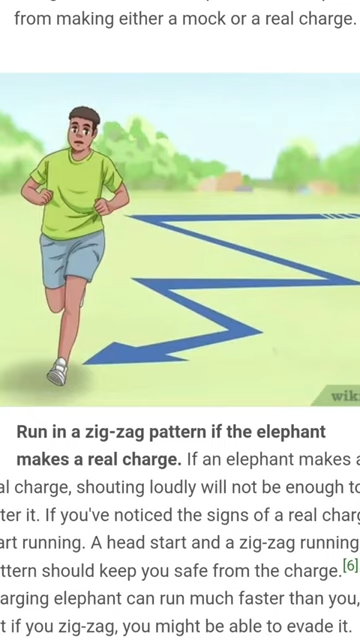 from making either a mock or a real charge.
wiki
Run in a zig-zag pattern if the elephant
makes a real charge. If an elephant makes a
al charge, shouting loudly will not be enough to
ter it. If you've noticed the signs of a real charg
art running. A head start and a zig-zag running
ttern should keep you safe from the charge.[6]
arging elephant can run much faster than you,
t if you zig-zag, you might be able to evade it.